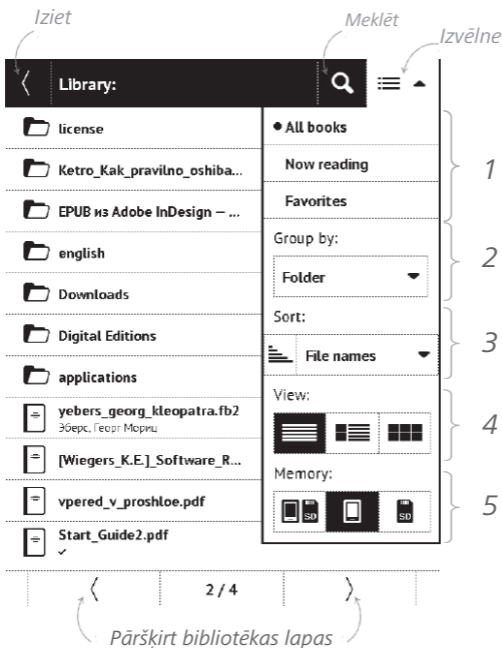 Iziet
Meklēt
Izvēlne
Library:
license
Ketro_Kak_pravilno_oshiba...
EPUB из Adobe InDesign — ...
english
Downloads
Digital Editions
applications
yebers_georg_kleopatra.fb2
Эберс, Георг Мориц
[Wiegers_K.E.]_Software_R...
vpered_v_proshloe.pdf
Start_Guide2.pdf
All books
Now reading
Favorites
1
Group by:
Folder
2
Sort:
File names
3
View:
4
Memory:
SD
SD
5
2 / 4
Pāršķirt bibliotēkas lapas